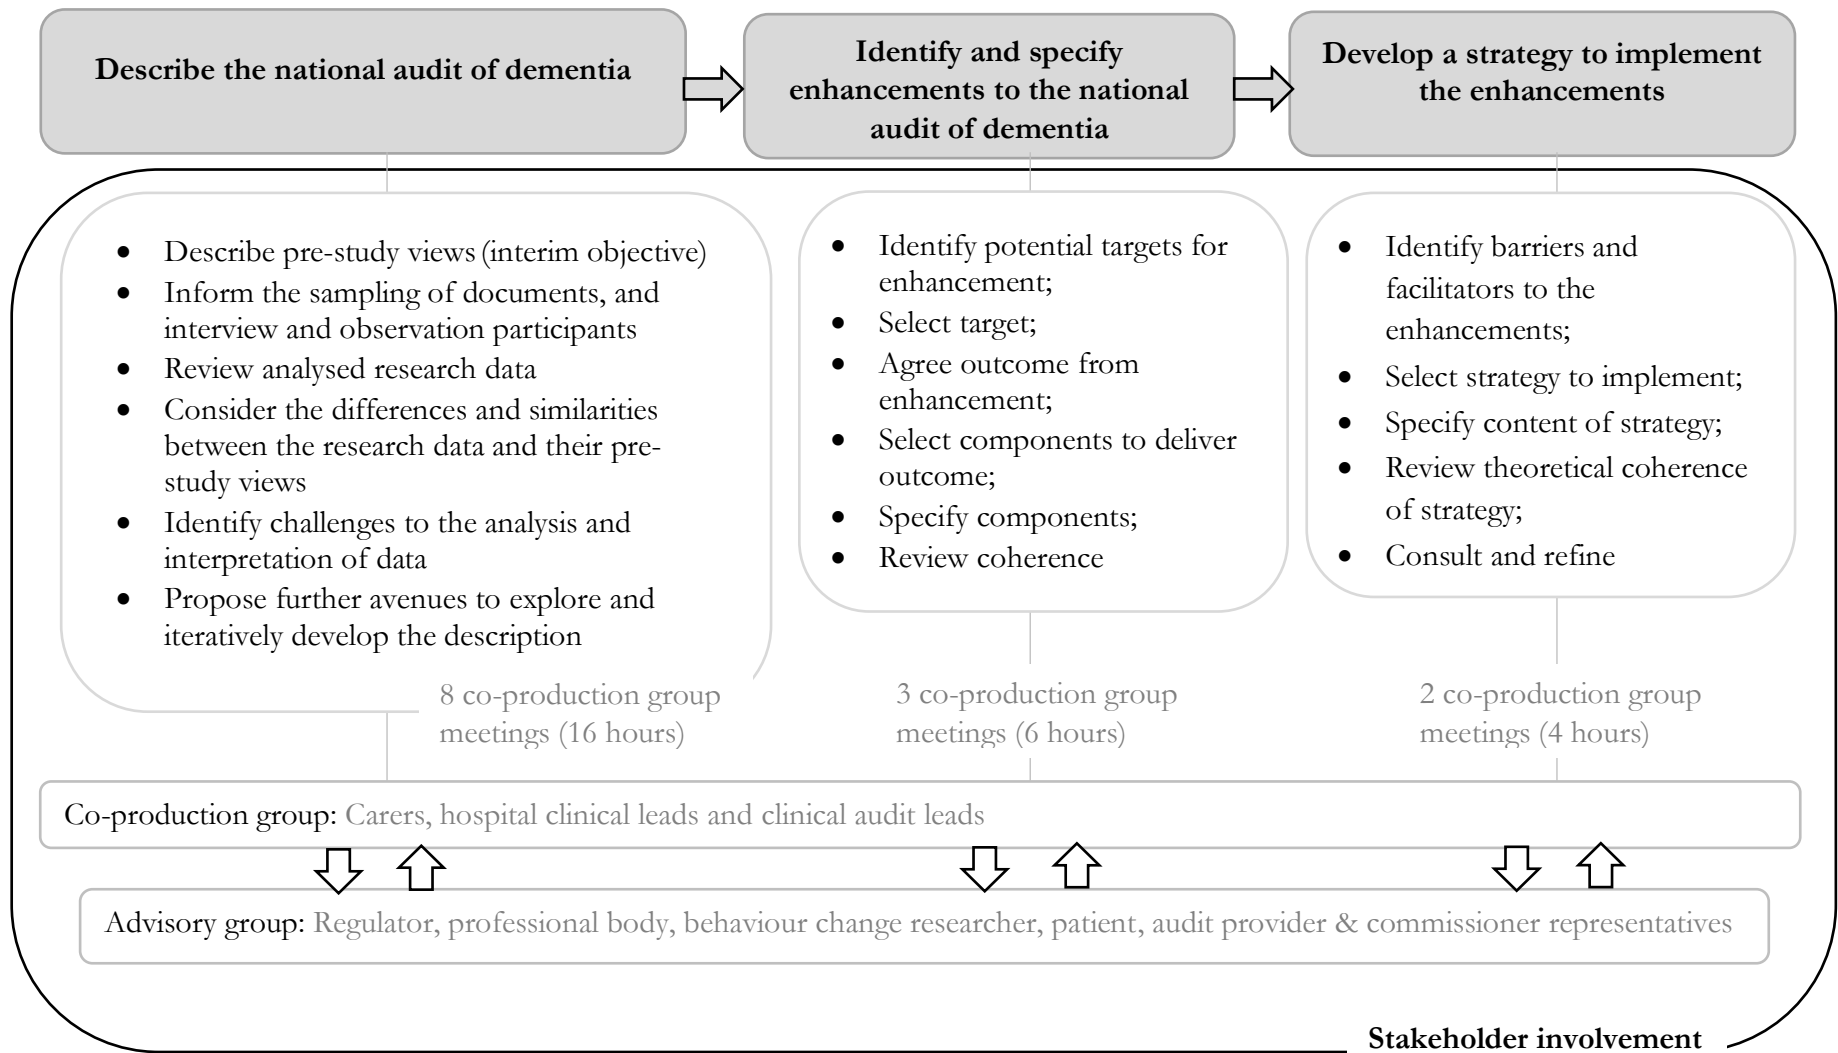 Describe the national audit of dementia
Identify and specify
enhancements to the national
audit of dementia
Develop a strategy to implement
the enhancements
• Describe pre-study views (interim objective)
• Inform the sampling of documents, and
interview and observation participants
• Review analysed research data
• Consider the differences and similarities
between the research data and their pre-
study views
• Identify challenges to the analysis and
interpretation of data
• Propose further avenues to explore and
iteratively develop the description
8 co-production group
meetings (16 hours)
• Identify potential targets for
enhancement;
• Select target;
• Agree outcome from
enhancement;
• Select components to deliver
outcome;
• Specify components;
• Review coherence
3 co-production group
meetings (6 hours)
• Identify barriers and
facilitators to the
enhancements;
• Select strategy to implement;
• Specify content of strategy;
• Review theoretical coherence
of strategy;
• Consult and refine
2 co-production group
meetings (4 hours)
Co-production group: Carers, hospital clinical leads and clinical audit leads
Advisory group: Regulator, professional body, behaviour change researcher, patient, audit provider & commissioner representatives
Stakeholder involvement